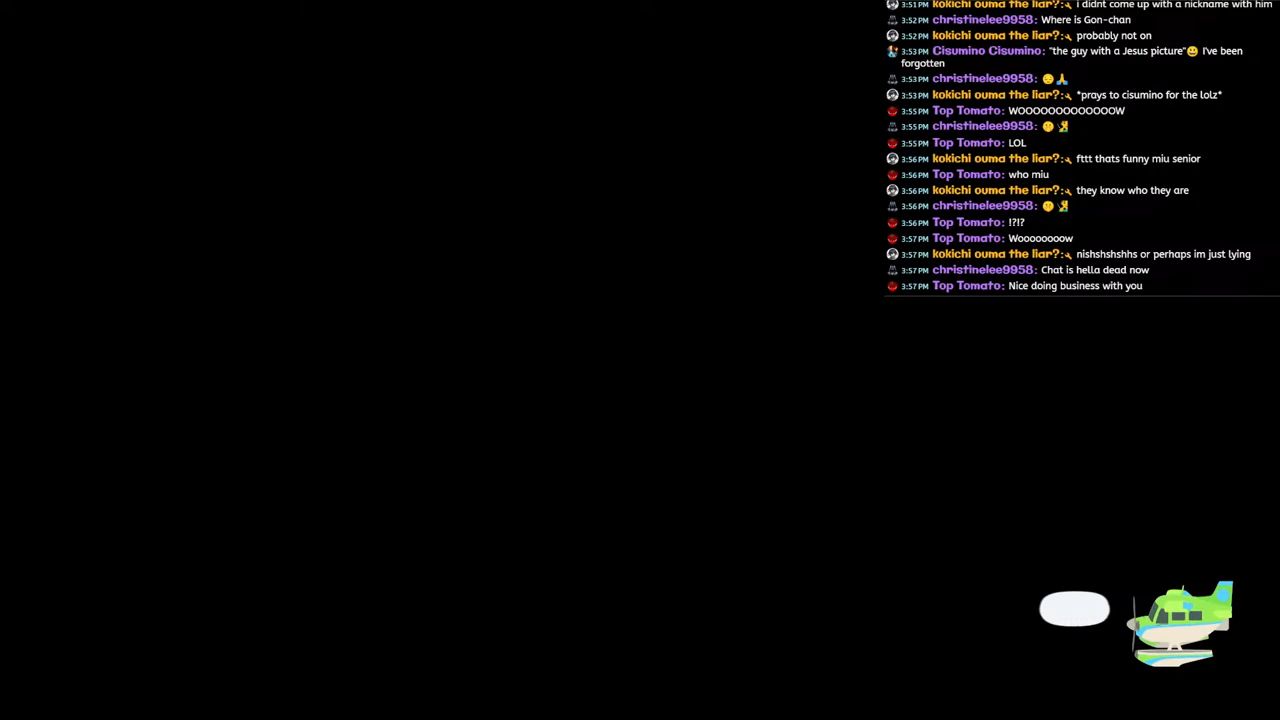 3:51 PM kokichi ouma the liar?: i didnt come up with a nickname with him
3:52 PM christinelee9958: Where is Gon-chan
3:52 PM kokichi ouma the liar?: probably not on
3:53 PM Cisumino Cisumino: "the guy with a Jesus picture"😃 I've been
forgotten
3:53 PM christinelee9958: 😔🙏
3:53 PM kokichi ouma the liar?: *prays to cisumino for the lolz*
3:55 PM Top Tomato: WOOOOOOOOOOOOW
3:55 PM christinelee9958:
3:55 PM Top Tomato: LOL
3:56 PM kokichi ouma the liar?: fttt thats funny miu senior
3:56 PM Top Tomato: who miu
3:56 PM kokichi ouma the liar?: they know who they are
3:56 PM christinelee9958:
3:56 PM Top Tomato: !?!?
3:57 PM Top Tomato: Woooooooow
3:57 PM kokichi ouma the liar?: nishshshshhs or perhaps im just lying
3:57 PM christinelee9958: Chat is hella dead now
3:57 PM Top Tomato: Nice doing business with you